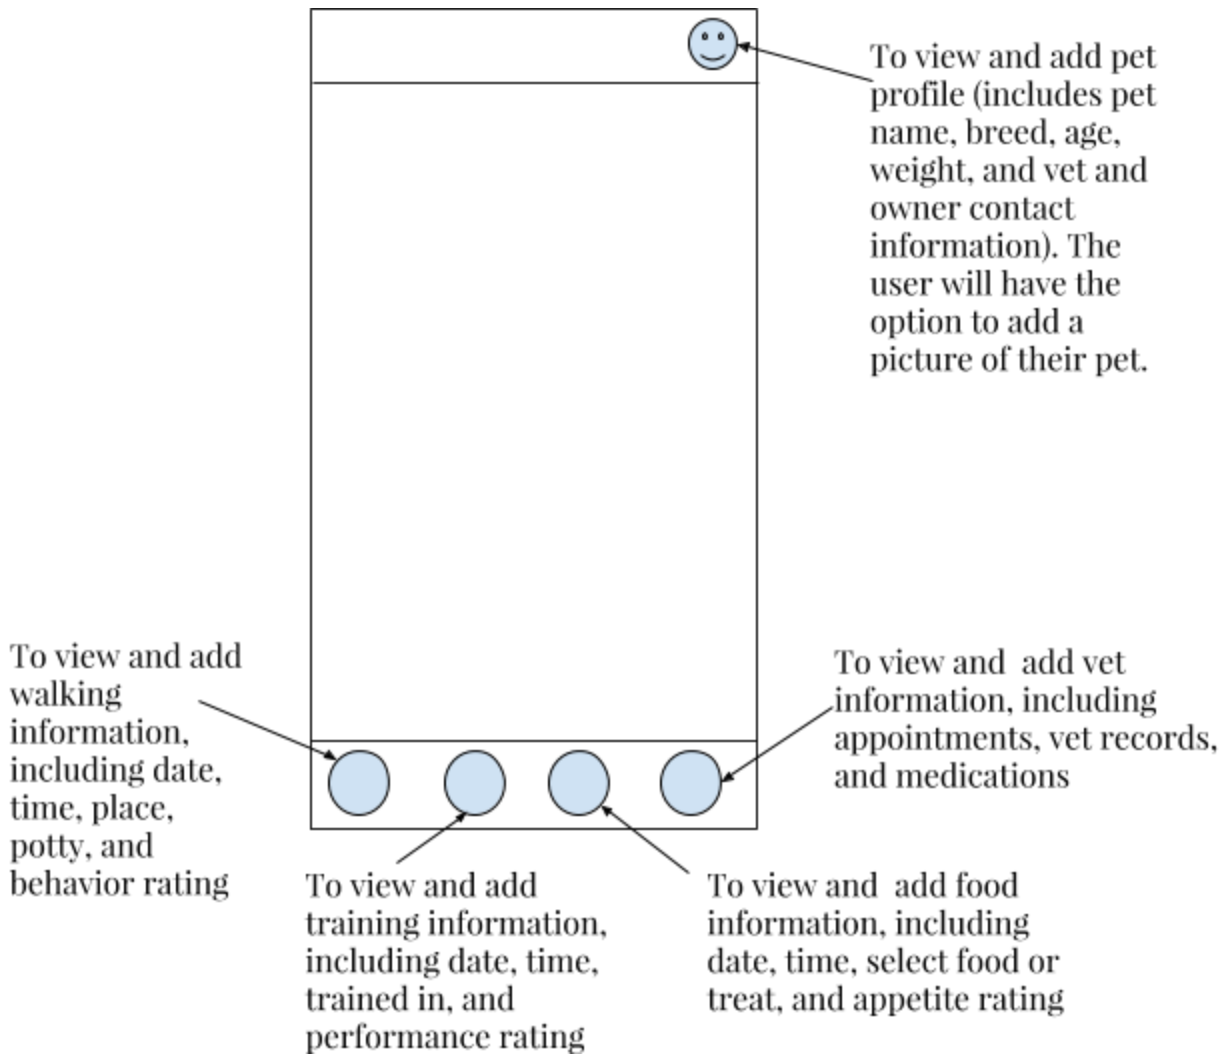 To view and add pet
profile (includes pet
name, breed, age,
weight, and vet and
owner contact
information). The
user will have the
option to add a
picture of their pet.
To view and add
walking
information,
including date,
time, place,
potty, and
behavior rating
To view and  add vet
information, including
appointments, vet records,
and medications
To view and add
training information,
including date, time,
trained in, and
performance rating
To view and  add food
information, including
date, time, select food or
treat, and appetite rating